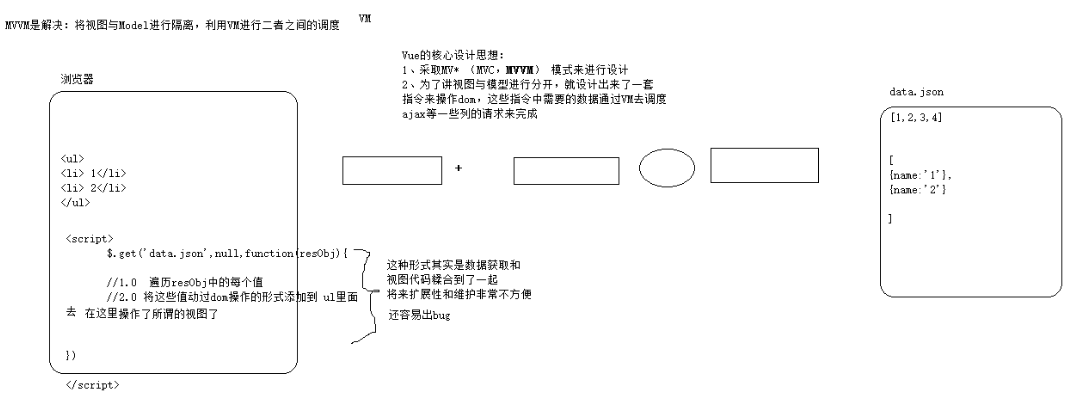 MVVM是解决：将视图与Model进行隔离，利用VM进行二者之间的调度
VM
Vue的核心设计思想：
1、采取MV* （MVC，MVVM） 模式来进行设计
2、为了讲视图与模型进行分开，就设计出来了一套
指令来操作dom，这些指令中需要的数据通过VM去调度
ajax等一些列的请求来完成
浏览器
<ul>
<li> 1</li>
<li> 2</li>
</ul>
<script>
$.get('data.json',null,function(resObj){
//1.0 遍历resObj中的每个值
//2.0 将这些值动过dom操作的形式添加到 ul里面
去 在这里操作了所谓的视图了
})
</script>
这种形式其实是数据获取和
视图代码糅合到了一起
将来扩展性和维护非常不方便
还容易出bug
+
data.json
[1,2,3,4]
[
{name:'1'},
{name:'2'}
]